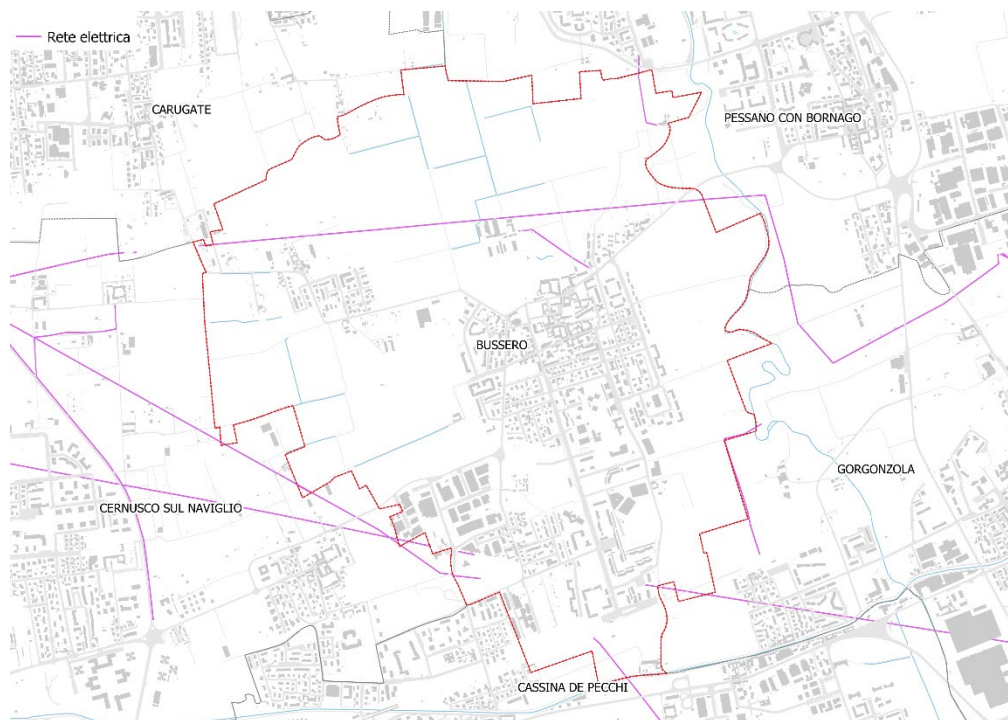 Rete elettrica
CARUGATE
PESSANO CON BORNAGO
BUSSERO
GORGONZOLA
CERNUSCO SUL NAVIGLIO
CASSINA DE PECCHI